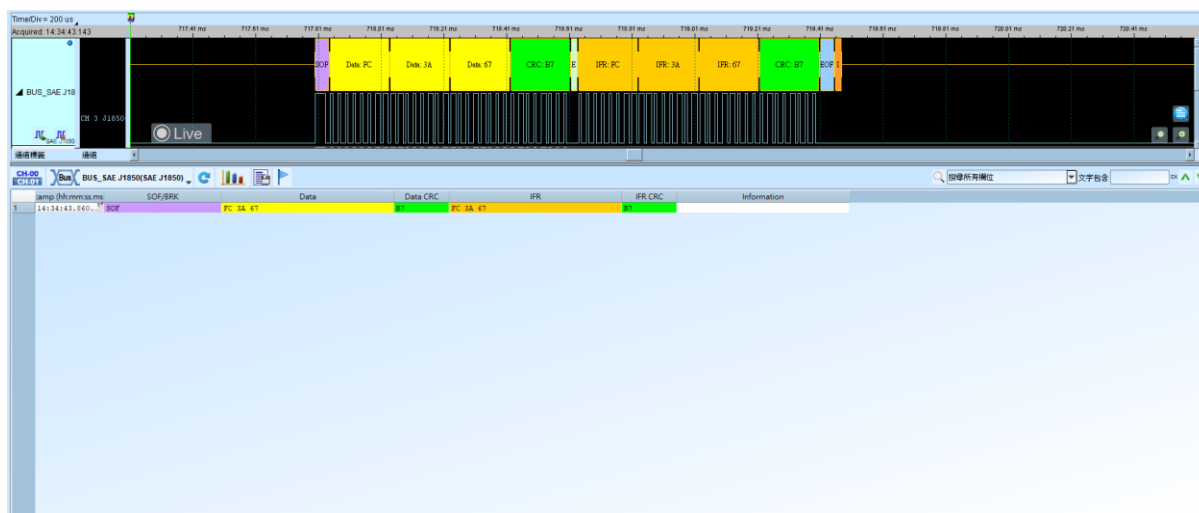 Time/Div = 200 us
Acquired: 14:34:43.143
717.41 ms 717.61 ms 717.81 ms 718.01 ms 718.21 ms 718.41 ms 718.61 ms 718.81 ms 719.01 ms 719.21 ms 719.41 ms 719.61 ms 719.81 ms 720.01 ms 720.21 ms 720.41 ms
SOF Data: FC Data: 3A Data: 67 CRC: B7 E IFR: FC IFR: 3A IFR: 67 CRC: B7 EOF I
BUS_SAE J18
CH 3 J1850
SAE J1850
Live
通道標籤 通道
CH-00
CH-01
Bus BUS_SAE J1850(SAE J1850) 搜尋所有欄位 文字包含
amp (hh:mm:ss.ms SOF/BRK Data Data CRC IFR IFR CRC Information
1 14:34:43.860... SOF FC 3A 67 B7 FC 3A 67 B7